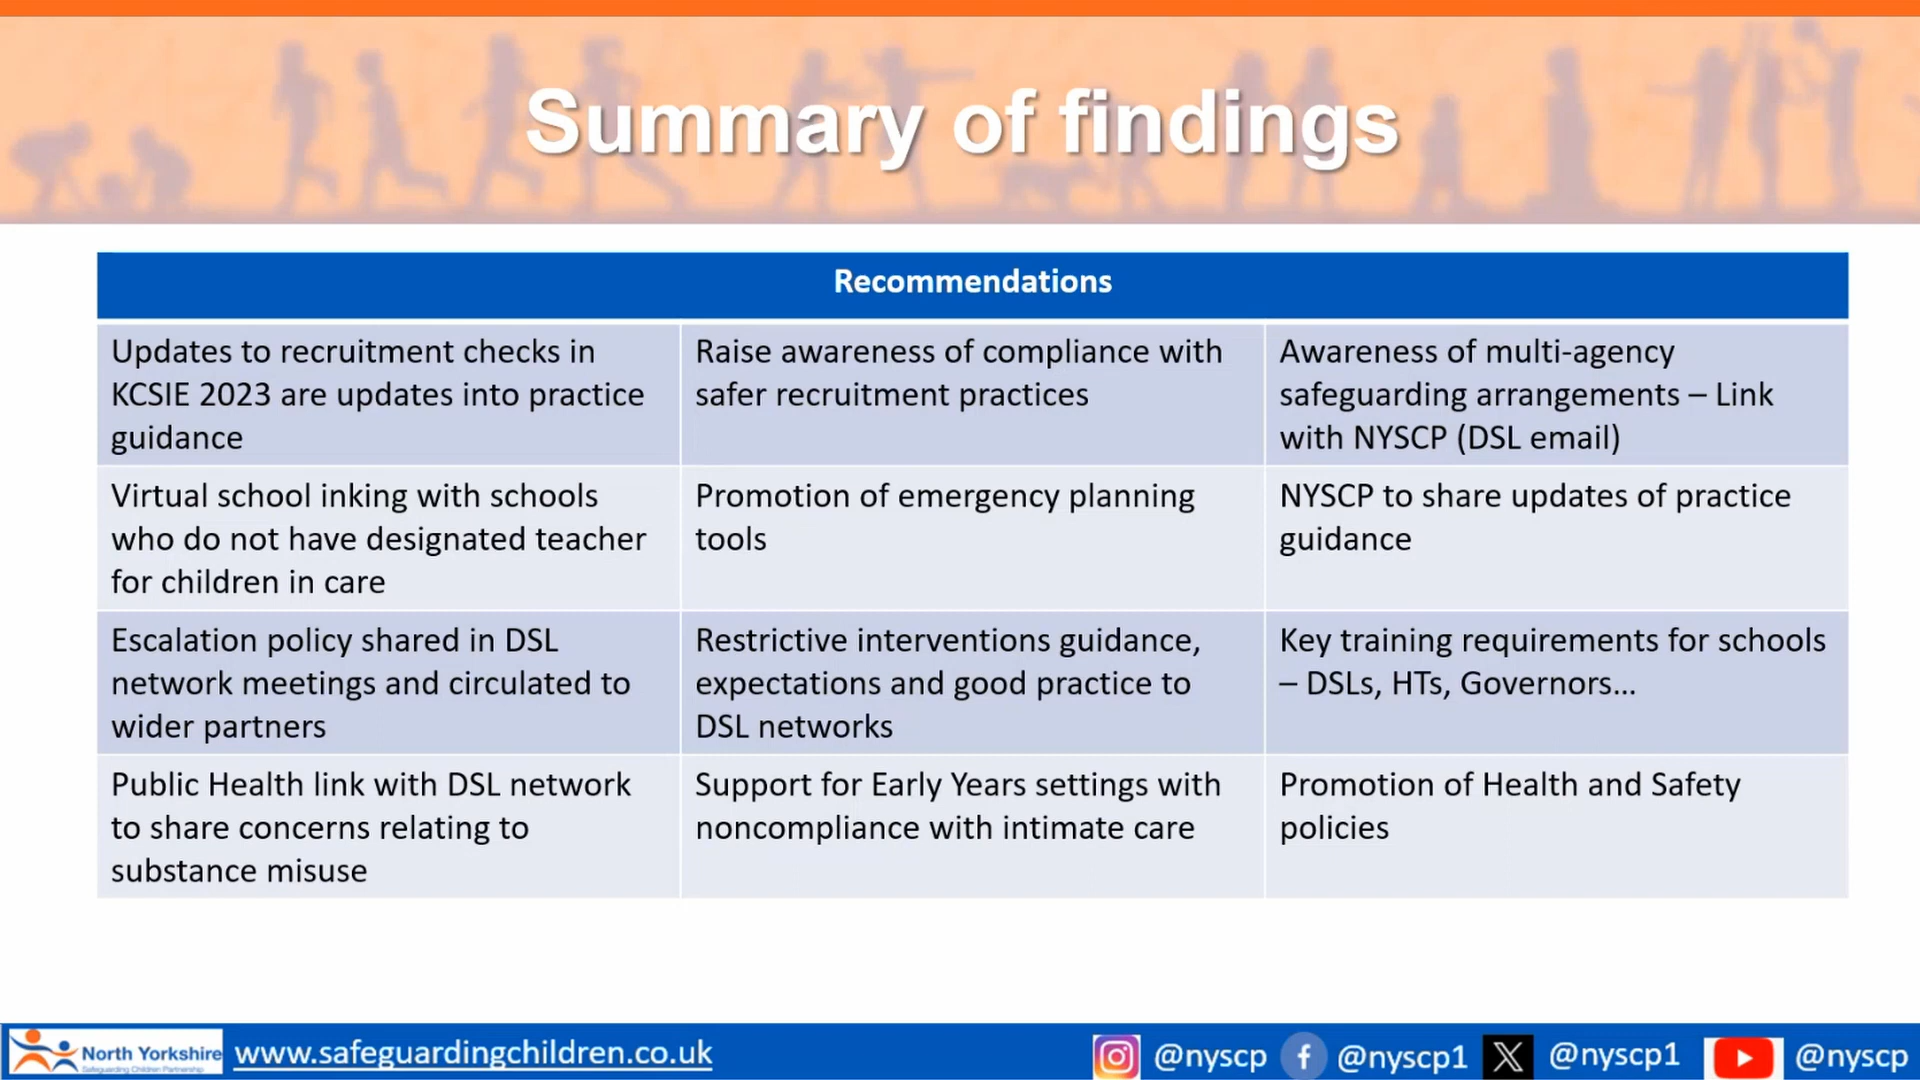 Summary of findings
Recommendations
Updates to recruitment checks in
KCSIE 2023 are updates into practice
guidance
Raise awareness of compliance with
safer recruitment practices
Awareness of multi-agency
safeguarding arrangements – Link
with NYSCP (DSL email)
Virtual school inking with schools
who do not have designated teacher
for children in care
Promotion of emergency planning
tools
NYSCP to share updates of practice
guidance
Escalation policy shared in DSL
network meetings and circulated to
wider partners
Restrictive interventions guidance,
expectations and good practice to
DSL networks
Key training requirements for schools
– DSLs, HTs, Governors...
Public Health link with DSL network
to share concerns relating to
substance misuse
Support for Early Years settings with
noncompliance with intimate care
Promotion of Health and Safety
policies
North Yorkshire
Safeguarding Children Partnership
www.safeguardingchildren.co.uk
@nyscp
@nyscp1
@nyscp1
@nyscp